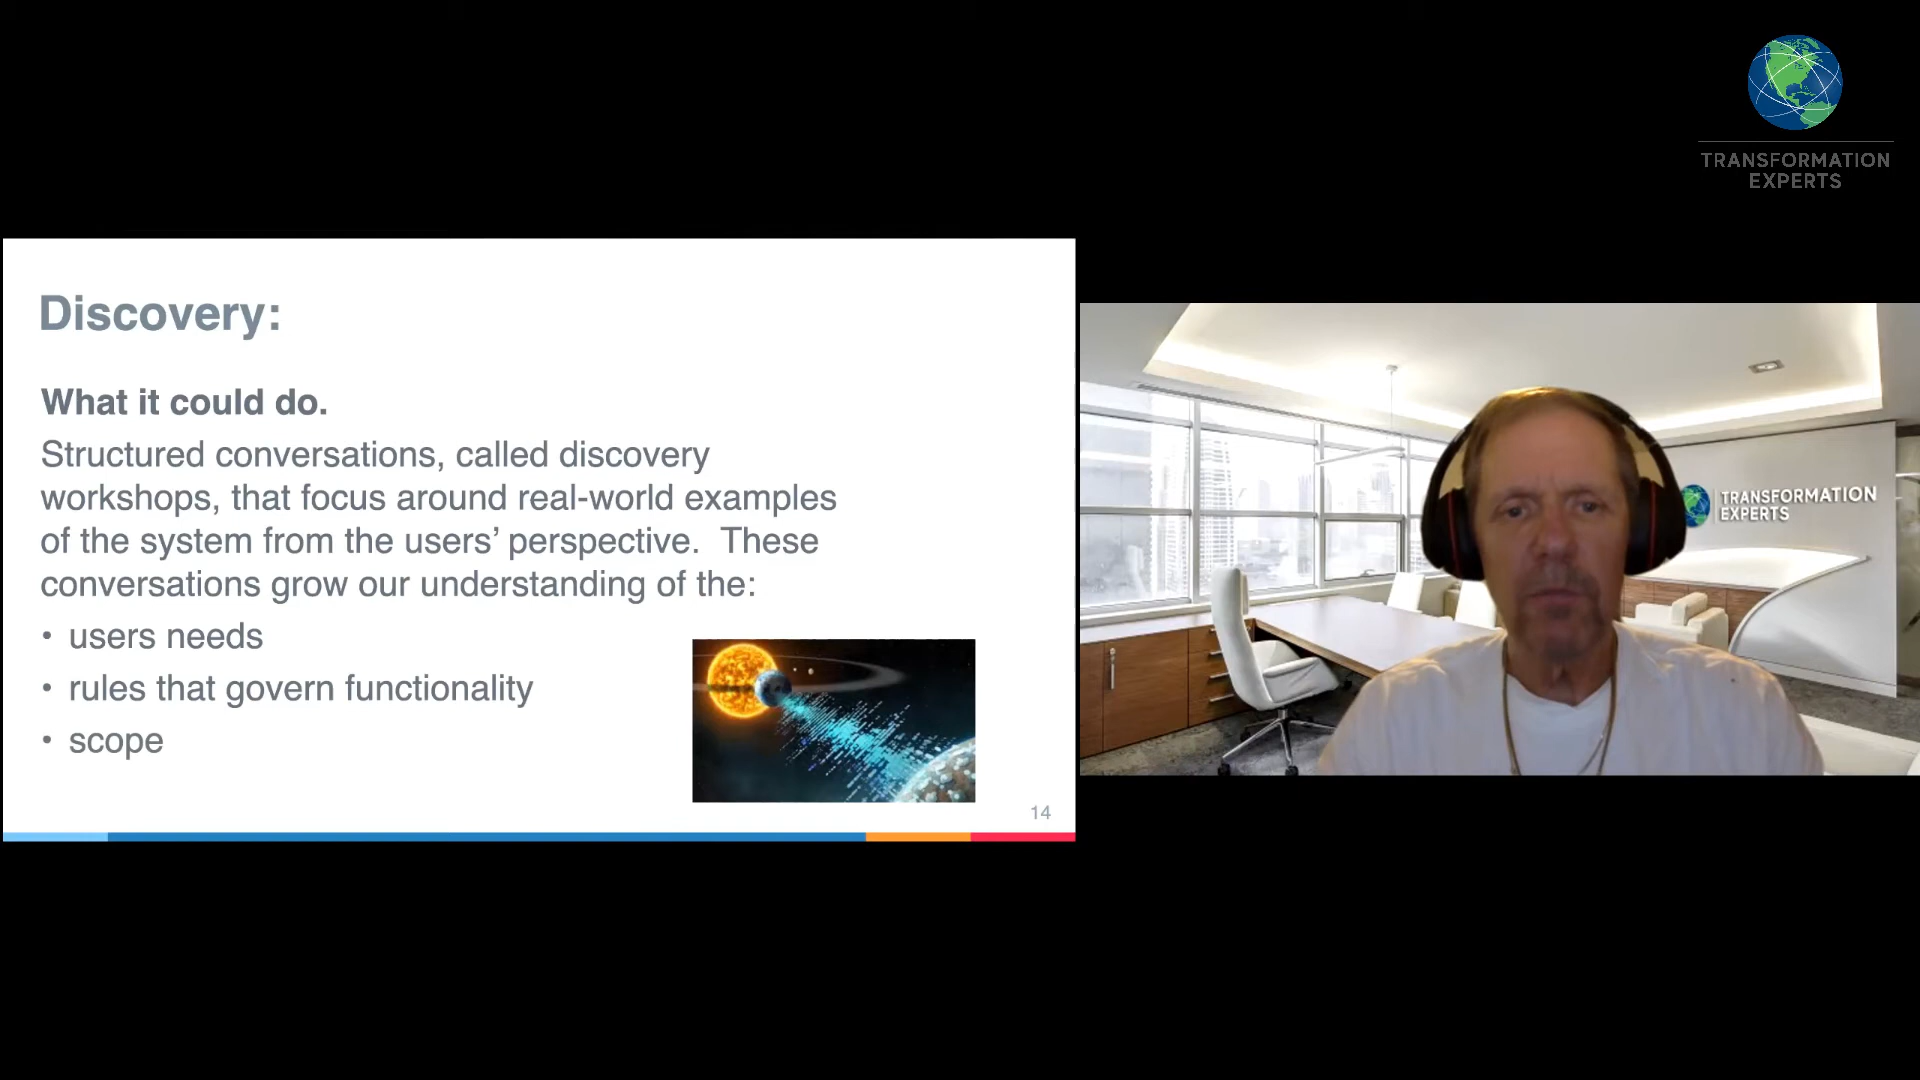 TRANSFORMATION
EXPERTS
Discovery:
What it could do.
Structured conversations, called discovery
workshops, that focus around real-world examples
of the system from the users’ perspective.  These
conversations grow our understanding of the:
• users needs
• rules that govern functionality
• scope
14
TRANSFORMATION
EXPERTS